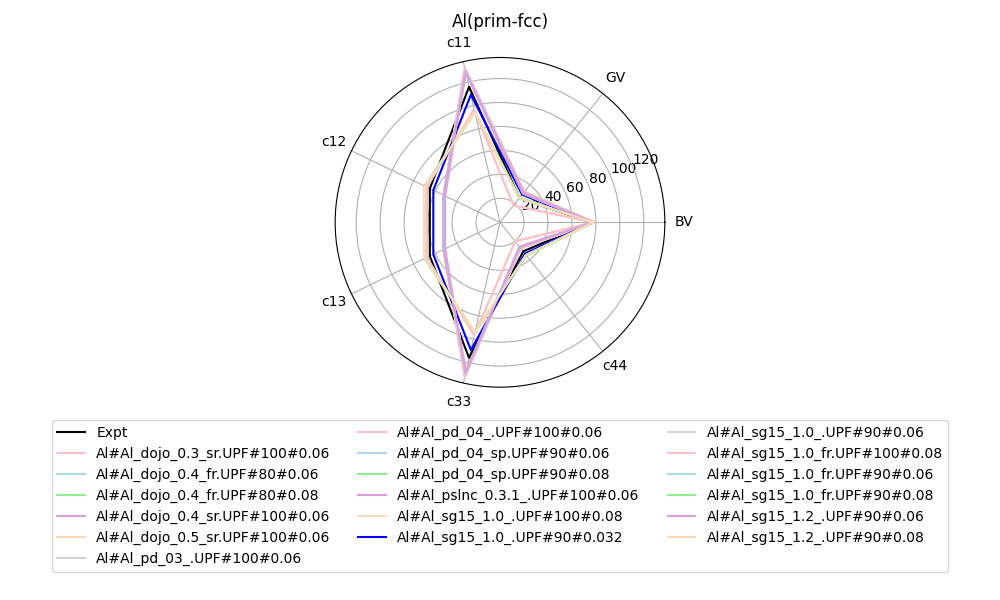 Al(prim-fcc)
c11
GV
c12
120
100
80
60
40
20
BV
c13
c44
c33
Expt
Al#Al_dojo_0.3_sr.UPF#100#0.06
Al#Al_dojo_0.4_fr.UPF#80#0.06
Al#Al_dojo_0.4_fr.UPF#80#0.08
Al#Al_dojo_0.4_sr.UPF#100#0.06
Al#Al_dojo_0.5_sr.UPF#100#0.06
Al#Al_pd_03_.UPF#100#0.06
Al#Al_pd_04_.UPF#100#0.06
Al#Al_pd_04_sp.UPF#90#0.06
Al#Al_pd_04_sp.UPF#90#0.08
Al#Al_pslnc_0.3.1_.UPF#100#0.06
Al#Al_sg15_1.0_.UPF#100#0.08
Al#Al_sg15_1.0_.UPF#90#0.032
Al#Al_sg15_1.0_.UPF#90#0.06
Al#Al_sg15_1.0_fr.UPF#100#0.08
Al#Al_sg15_1.0_fr.UPF#90#0.06
Al#Al_sg15_1.0_fr.UPF#90#0.08
Al#Al_sg15_1.2_.UPF#90#0.06
Al#Al_sg15_1.2_.UPF#90#0.08